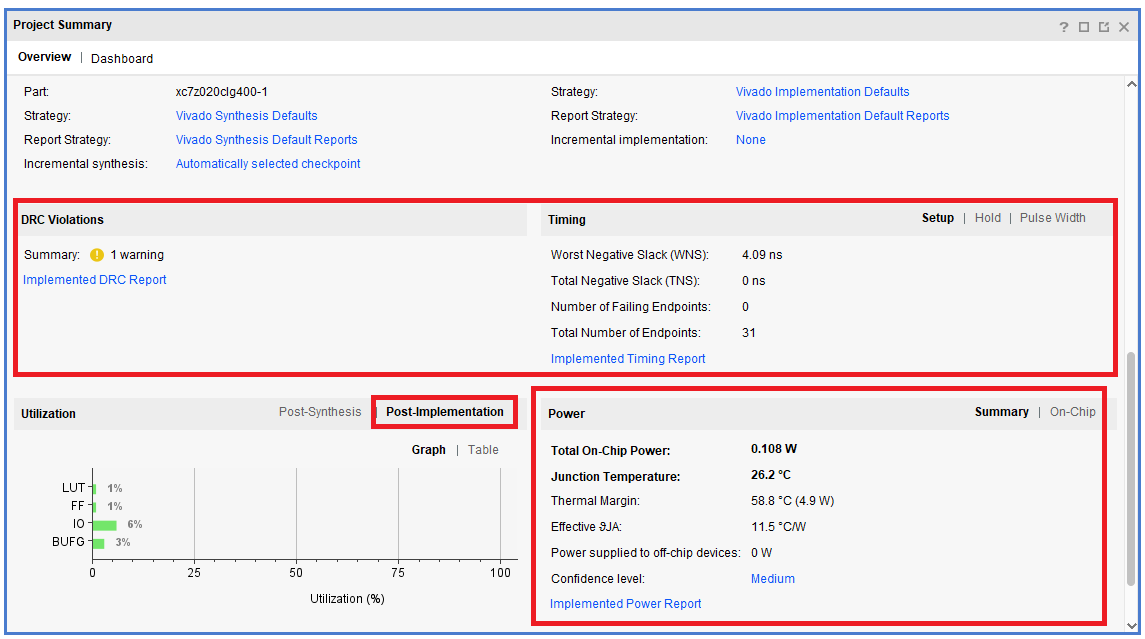 Project Summary
Overview | Dashboard
Part: xc7z020clg400-1
Strategy: Vivado Synthesis Defaults
Report Strategy: Vivado Synthesis Default Reports
Incremental synthesis: Automatically selected checkpoint
Strategy: Vivado Implementation Defaults
Report Strategy: Vivado Implementation Default Reports
Incremental implementation: None
DRC Violations
Summary: 1 warning
Implemented DRC Report
Timing Setup | Hold | Pulse Width
Worst Negative Slack (WNS): 4.09 ns
Total Negative Slack (TNS): 0 ns
Number of Failing Endpoints: 0
Total Number of Endpoints: 31
Implemented Timing Report
Utilization Post-Synthesis | Post-Implementation
Graph | Table
LUT 1%
FF 1%
IO 6%
BUFG 3%
0 25 50 75 100
Utilization (%)
Power Summary | On-Chip
Total On-Chip Power: 0.108 W
Junction Temperature: 26.2 °C
Thermal Margin: 58.8 °C (4.9 W)
Effective ϑJA: 11.5 °C/W
Power supplied to off-chip devices: 0 W
Confidence level: Medium
Implemented Power Report